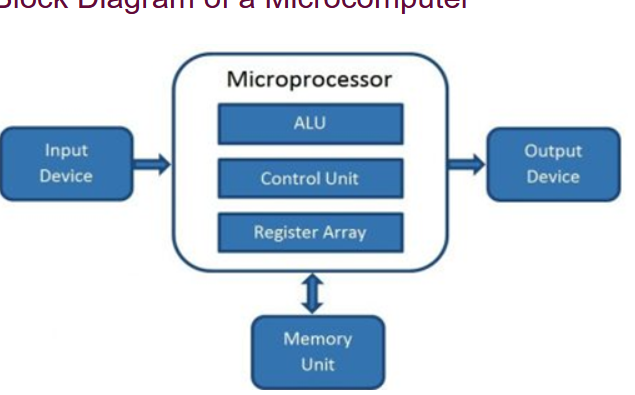 Block Diagram of a Microcomputer
Microprocessor
ALU
Control Unit
Register Array
Input
Device
Output
Device
Memory
Unit